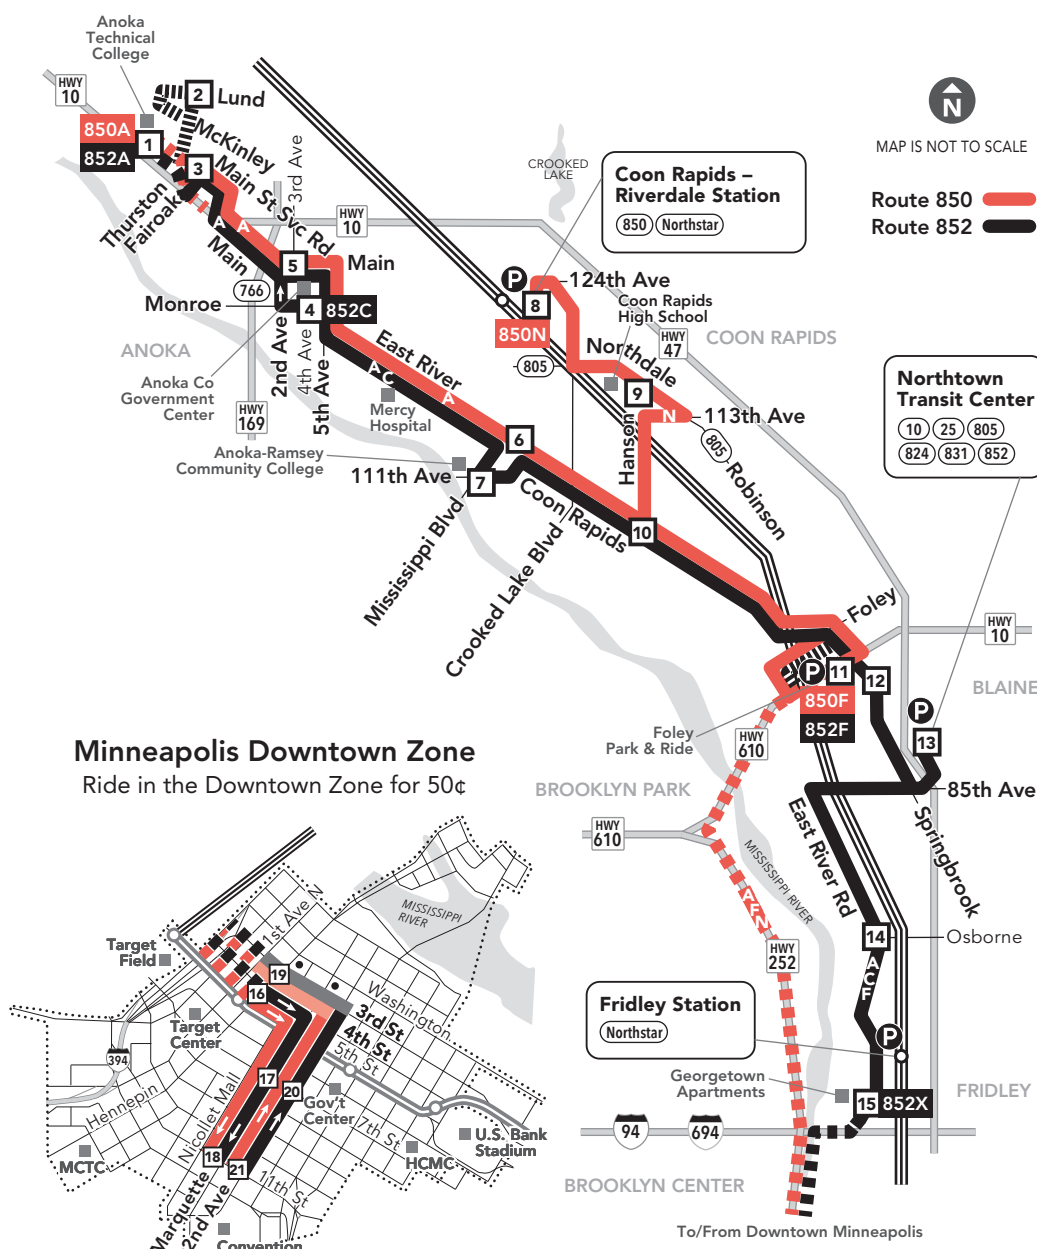 Anoka
Technical
College
HWY
10
850A
852A
1
2
Lund
McKinley
3
Main St Svc Rd
3rd Ave
Thurston
Fairoak
A
A
Main
HWY
10
5
Main
766
Monroe
4
852C
2nd Ave
4th Ave
5th Ave
ANOKA
Anoka Co
Government
Center
HWY
169
East River
A
C
A
Mercy
Hospital
Anoka-Ramsey
Community College
111th Ave
6
7
Mississippi Blvd
Coon Rapids
Crooked Lake Blvd
CROOKED
LAKE
Coon Rapids –
Riverdale Station
850
Northstar
P
8
850N
124th Ave
Coon Rapids
High School
805
Northdale
HWY
47
COON RAPIDS
9
N
113th Ave
Hanson
805
Robinson
10
N
MAP IS NOT TO SCALE
Route 850
Route 852
Northtown
Transit Center
10
25
805
824
831
852
Foley
HWY
10
BLAINE
P
11
12
850F
852F
Foley
Park & Ride
HWY
610
P
13
85th Ave
BROOKLYN PARK
HWY
610
Springbrook
East River Rd
MISSISSIPPI RIVER
A
F
N
HWY
252
14
Osborne
A
C
F
Fridley Station
Northstar
P
Georgetown
Apartments
15
852X
FRIDLEY
94
694
BROOKLYN CENTER
To/From Downtown Minneapolis
Minneapolis Downtown Zone
Ride in the Downtown Zone for 50¢
MISSISSIPPI
RIVER
1st Ave N
Target
Field
19
16
Washington
Target
Center
3rd St
4th St
5th St
394
17
20
Gov't
Center
Hennepin
Nicollet Mall
7th St
U.S. Bank
Stadium
HCMC
MCTC
18
21
11th St
Marquette
2nd Ave
Convention